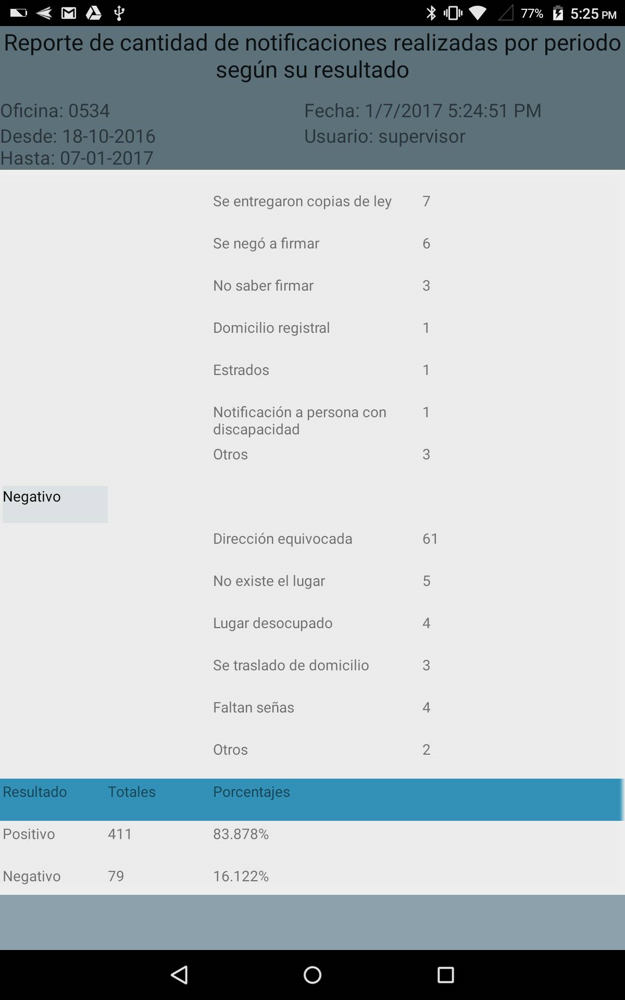 77% 5:25 PM
Reporte de cantidad de notificaciones realizadas por periodo
según su resultado
Oficina: 0534 Fecha: 1/7/2017 5:24:51 PM
Desde: 18-10-2016 Usuario: supervisor
Hasta: 07-01-2017
Se entregaron copias de ley 7
Se negó a firmar 6
No saber firmar 3
Domicilio registral 1
Estrados 1
Notificación a persona con 1
discapacidad
Otros 3
Negativo
Dirección equivocada 61
No existe el lugar 5
Lugar desocupado 4
Se traslado de domicilio 3
Faltan señas 4
Otros 2
Resultado Totales Porcentajes
Positivo 411 83.878%
Negativo 79 16.122%